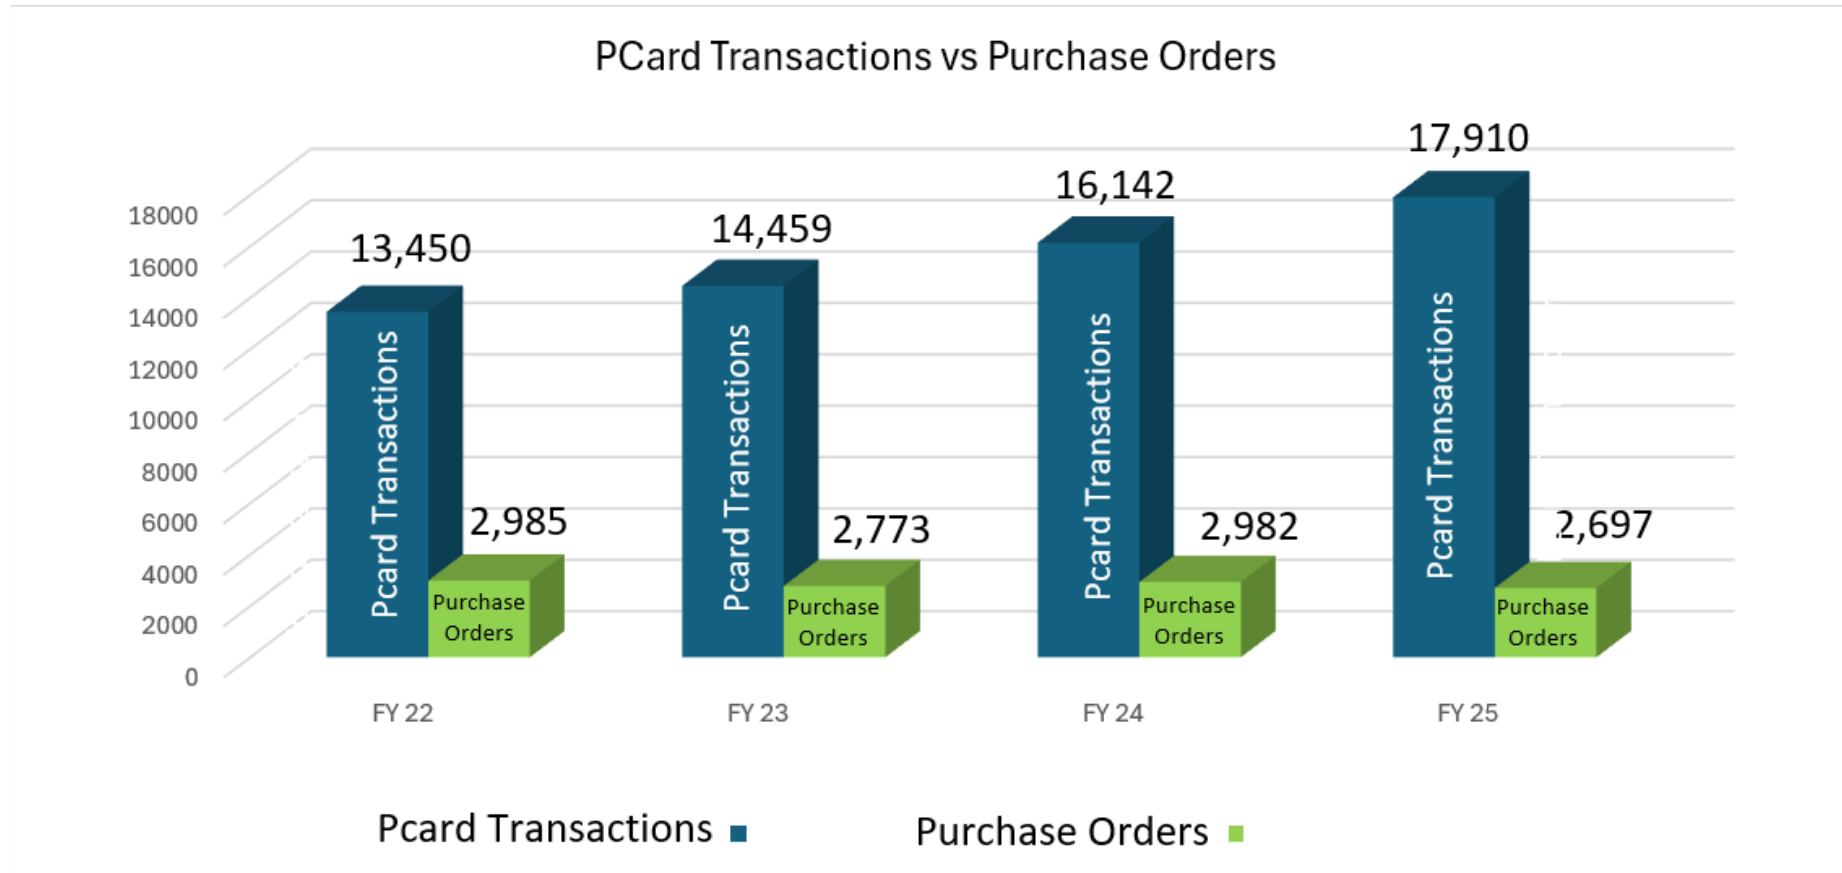 PCard Transactions vs Purchase Orders
18000
16000
14000
12000
10000
8000
6000
4000
2000
0
13,450
Pcard Transactions
2,985
Purchase
Orders
14,459
Pcard Transactions
2,773
Purchase
Orders
16,142
Pcard Transactions
2,982
Purchase
Orders
17,910
Pcard Transactions
2,697
Purchase
Orders
FY 22
FY 23
FY 24
FY 25
Pcard Transactions
Purchase Orders